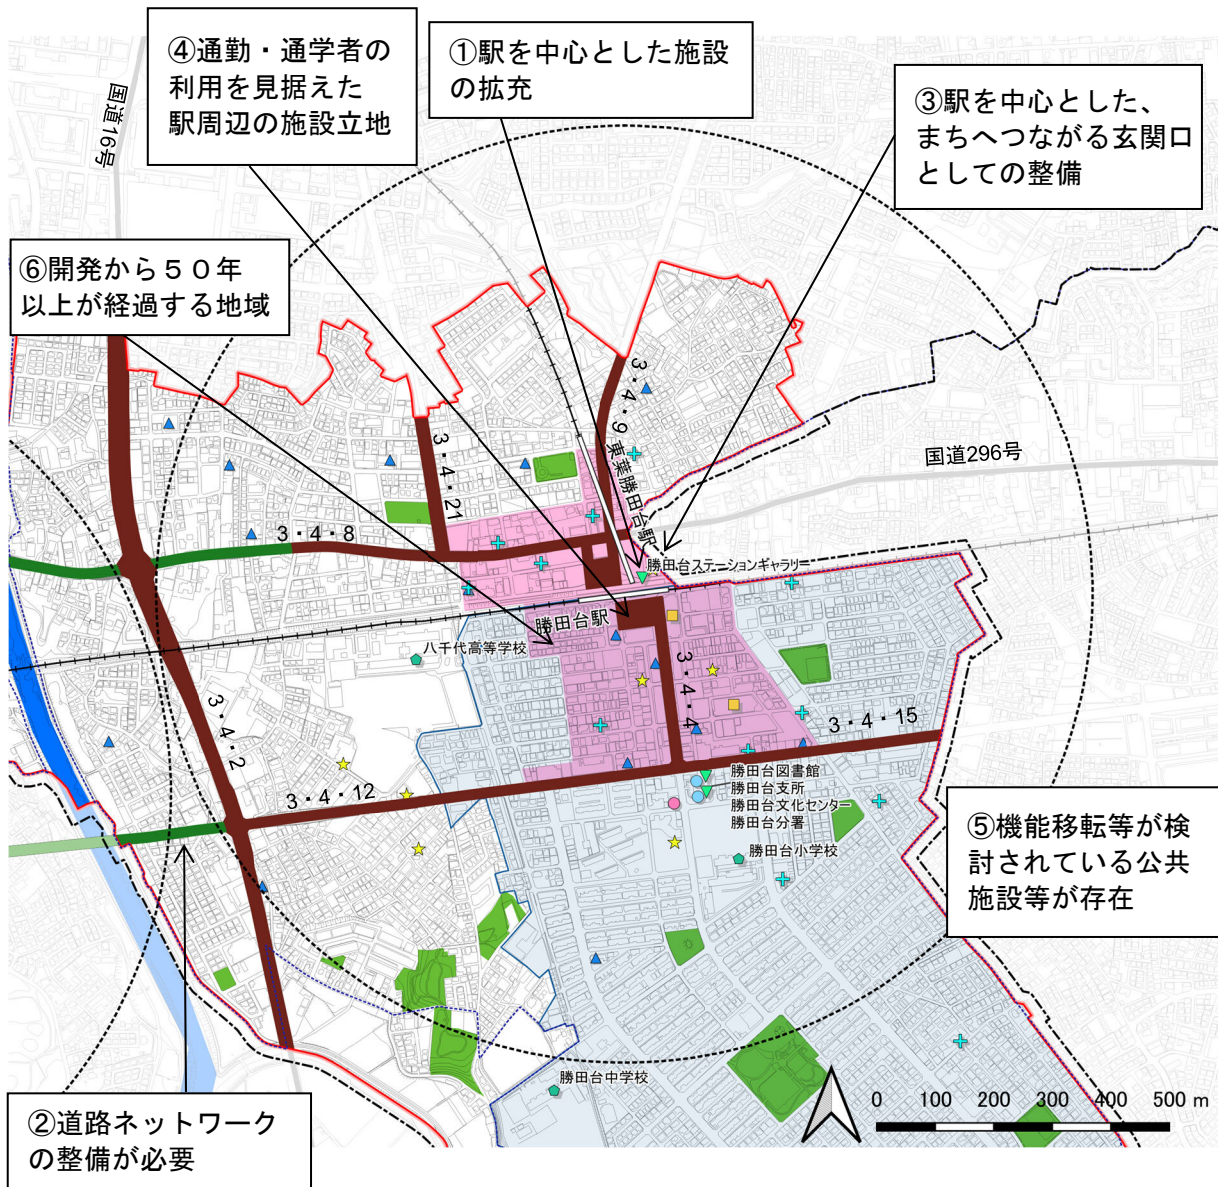 ④通勤・通学者の
利用を見据えた
駅周辺の施設立地
①駅を中心とした施設
の拡充
③駅を中心とした、
まちへつながる玄関口
としての整備
国道16号
⑥開発から５０年
以上が経過する地域
3・4・9
東葉勝田台駅
国道296号
3・4・21
3・4・8
勝田台ステーションギャラリー
勝田台駅
八千代高等学校
3・4・4
3・4・2
3・4・15
3・4・12
勝田台図書館
勝田台支所
勝田台文化センター
勝田台分署
勝田台小学校
⑤機能移転等が検
討されている公共
施設等が存在
勝田台中学校
0 100 200 300 400 500 m
②道路ネットワーク
の整備が必要